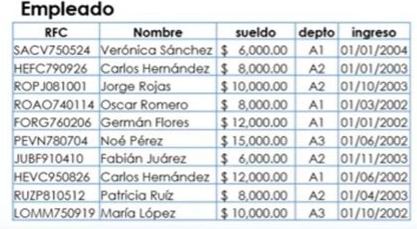 Empleado
RFC Nombre sueldo depto ingreso
SACV750524 Verónica Sánchez $ 6,000.00 A1 01/01/2004
HEFC790926 Carlos Hernández $ 8,000.00 A2 01/01/2003
ROPJ081001 Jorge Rojas $ 10,000.00 A2 01/10/2003
ROAO740114 Oscar Romero $ 8,000.00 A1 01/03/2002
FORG760206 Germán Flores $ 12,000.00 A1 01/01/2002
PEVN780704 Noé Pérez $ 15,000.00 A3 01/06/2002
JUBF910410 Fabián Juárez $ 6,000.00 A2 01/11/2003
HEVC950826 Carlos Hernández $ 12,000.00 A1 01/06/2002
RUZP810512 Patricia Ruíz $ 8,000.00 A2 01/04/2003
LOMM750919 María López $ 10,000.00 A3 01/10/2002